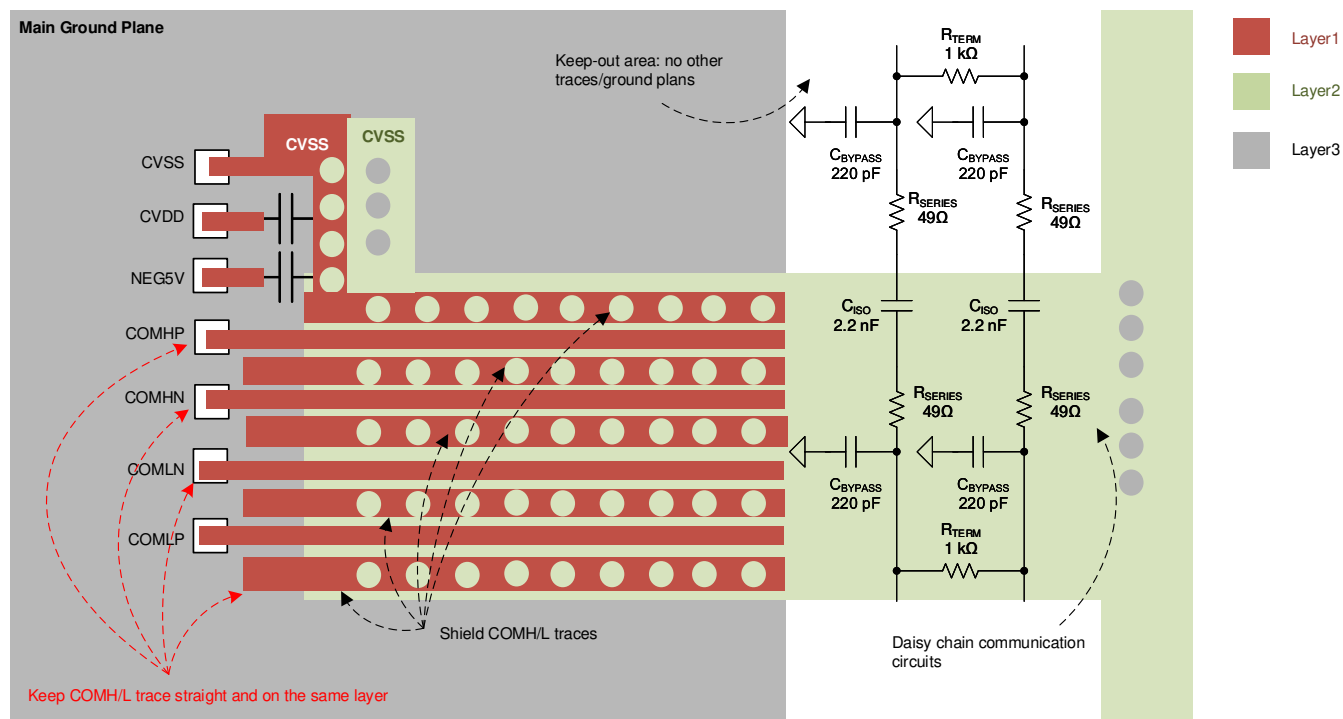 Main Ground Plane
Keep-out area: no other
traces/ground plans
RTERM
1 kΩ
Layer1
Layer2
Layer3
CVSS
CVSS
CVSS
CVDD
NEG5V
COMHP
COMHN
COMLN
COMLP
CBYPASS
220 pF
CBYPASS
220 pF
RSERIES
49Ω
RSERIES
49Ω
CISO
2.2 nF
CISO
2.2 nF
RSERIES
49Ω
RSERIES
49Ω
CBYPASS
220 pF
CBYPASS
220 pF
RTERM
1 kΩ
Shield COMH/L traces
Daisy chain communication
circuits
Keep COMH/L trace straight and on the same layer